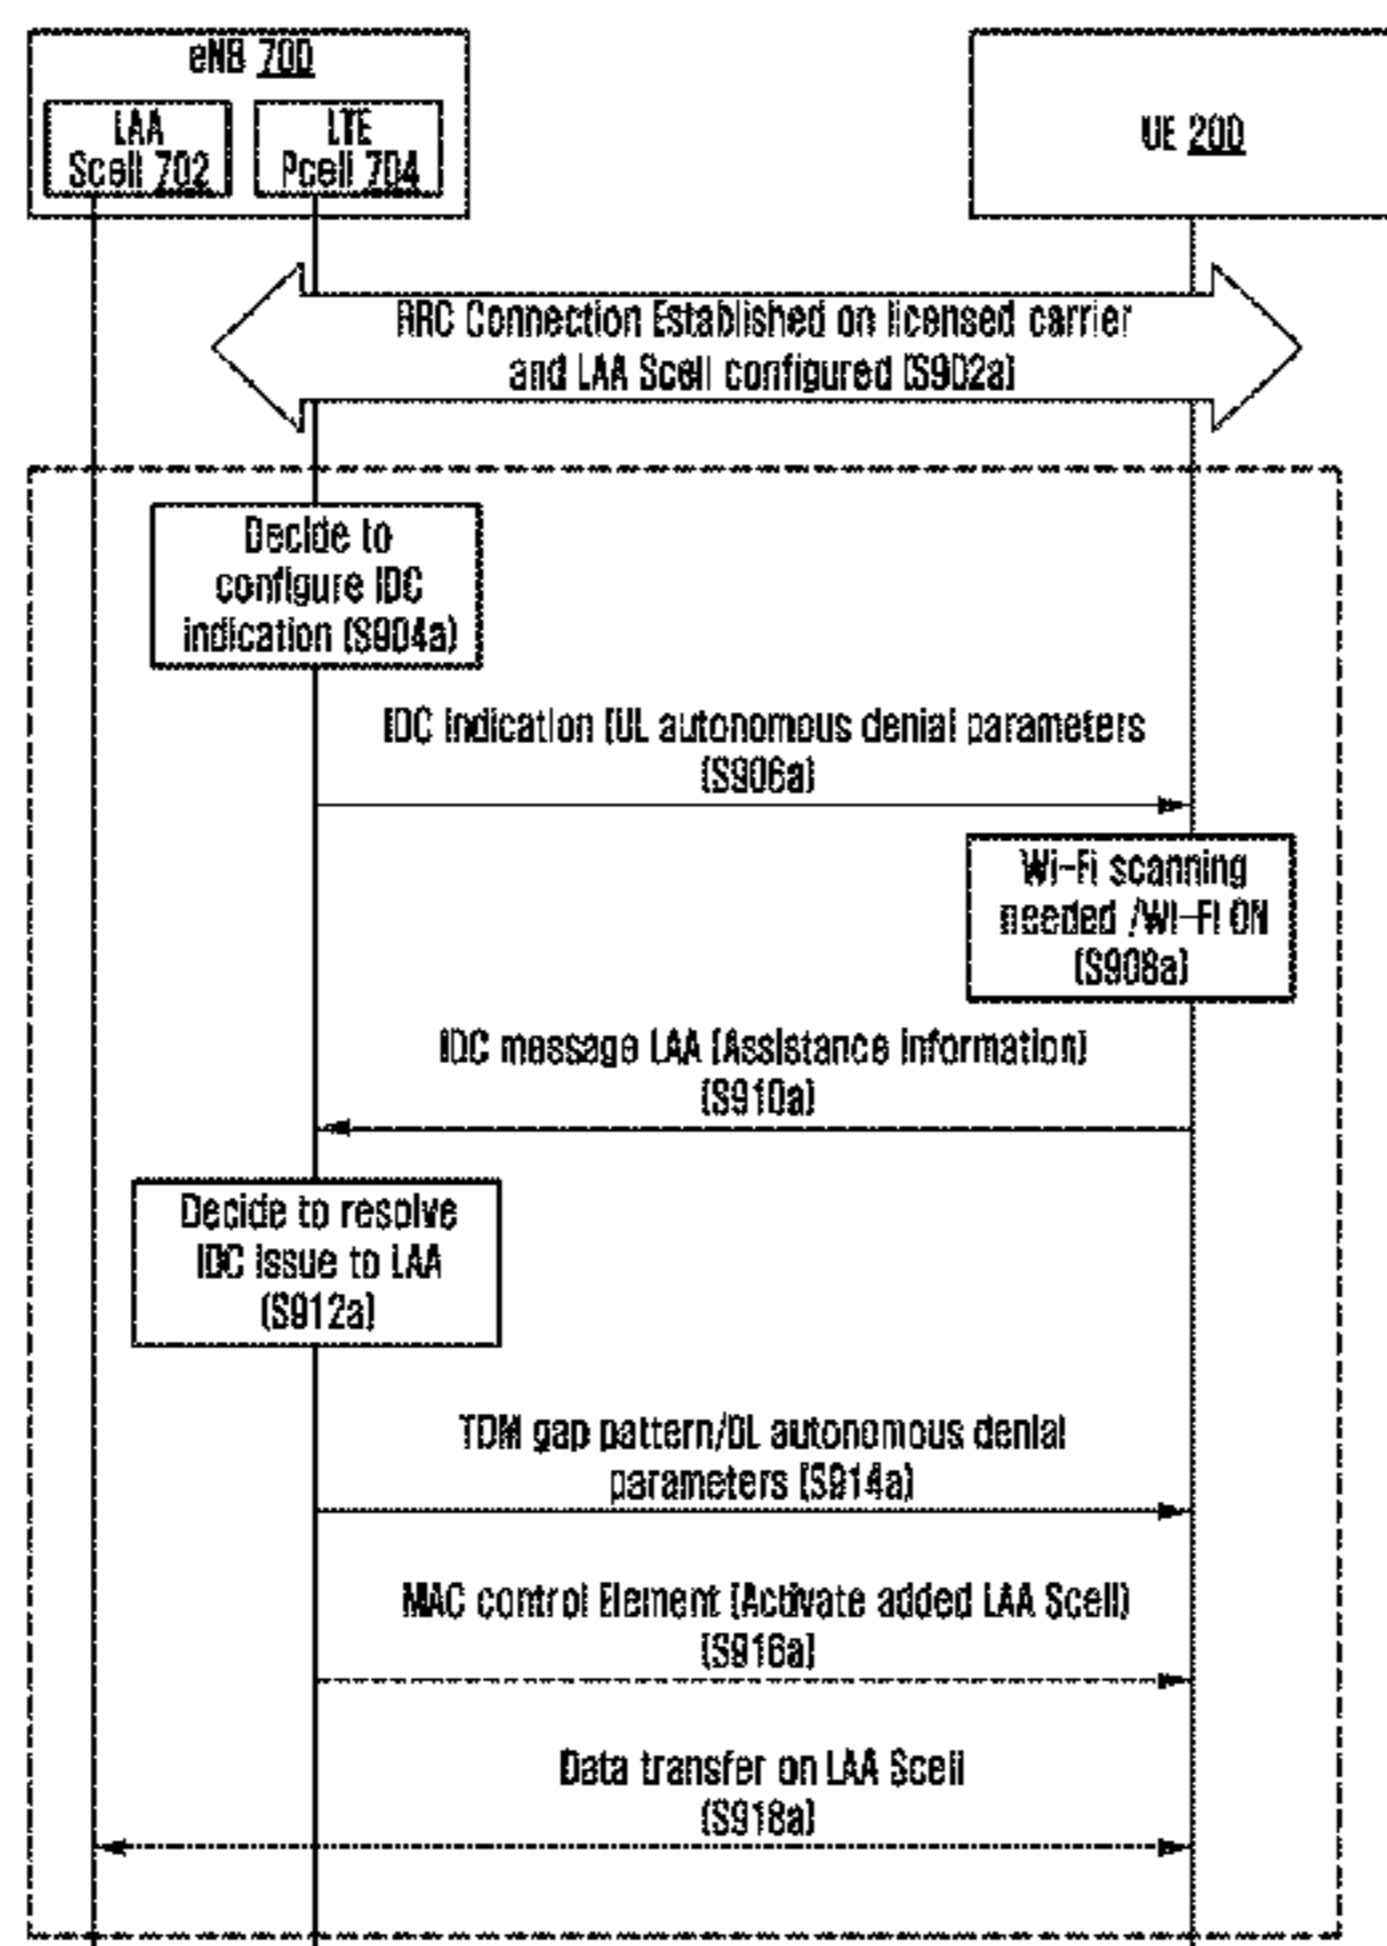 eNB 700
LAA
Scell 702
LTE
Pcell 704
UE 200
RRC Connection Established on licensed carrier
and LAA Scell configured (S902a)
Decide to
configure IDC
indication (S904a)
IDC Indication (UL autonomous denial parameters
(S906a)
Wi-Fi scanning
needed /WI-FI ON
(S908a)
IDC message LAA (Assistance information)
(S910a)
Decide to resolve
IDC issue to LAA
(S912a)
TDM gap pattern/DL autonomous denial
parameters (S914a)
MAC control Element (Activate added LAA Scell)
(S916a)
Data transfer on LAA Scell
(S918a)